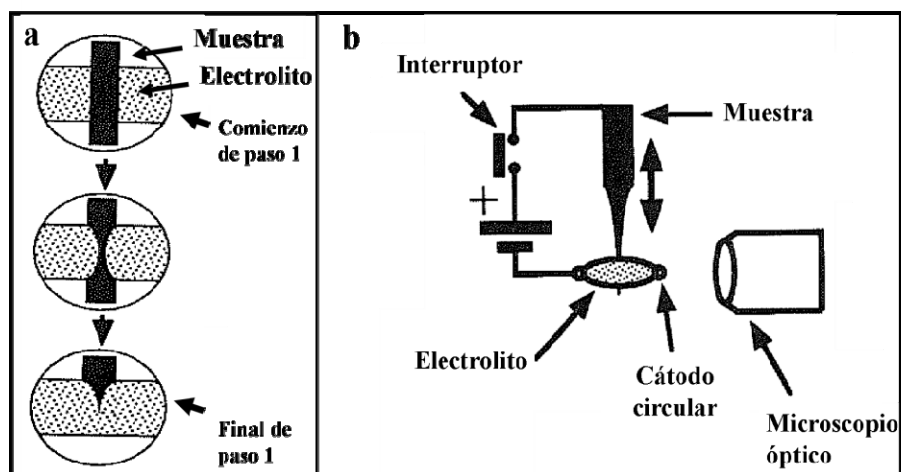 a
Muestra
Electrolito
Comienzo
de paso 1
Final de
paso 1
b
Interruptor
Muestra
+
Electrolito
Cátodo
circular
Microscopio
óptico